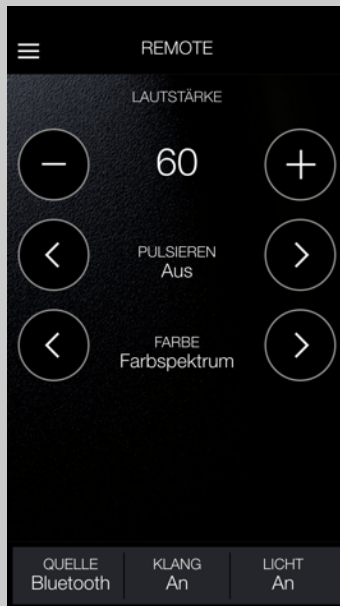 REMOTE
LAUTSTÄRKE
60
PULSIEREN
Aus
FARBE
Farbspektrum
QUELLE KLANG LICHT
Bluetooth An An